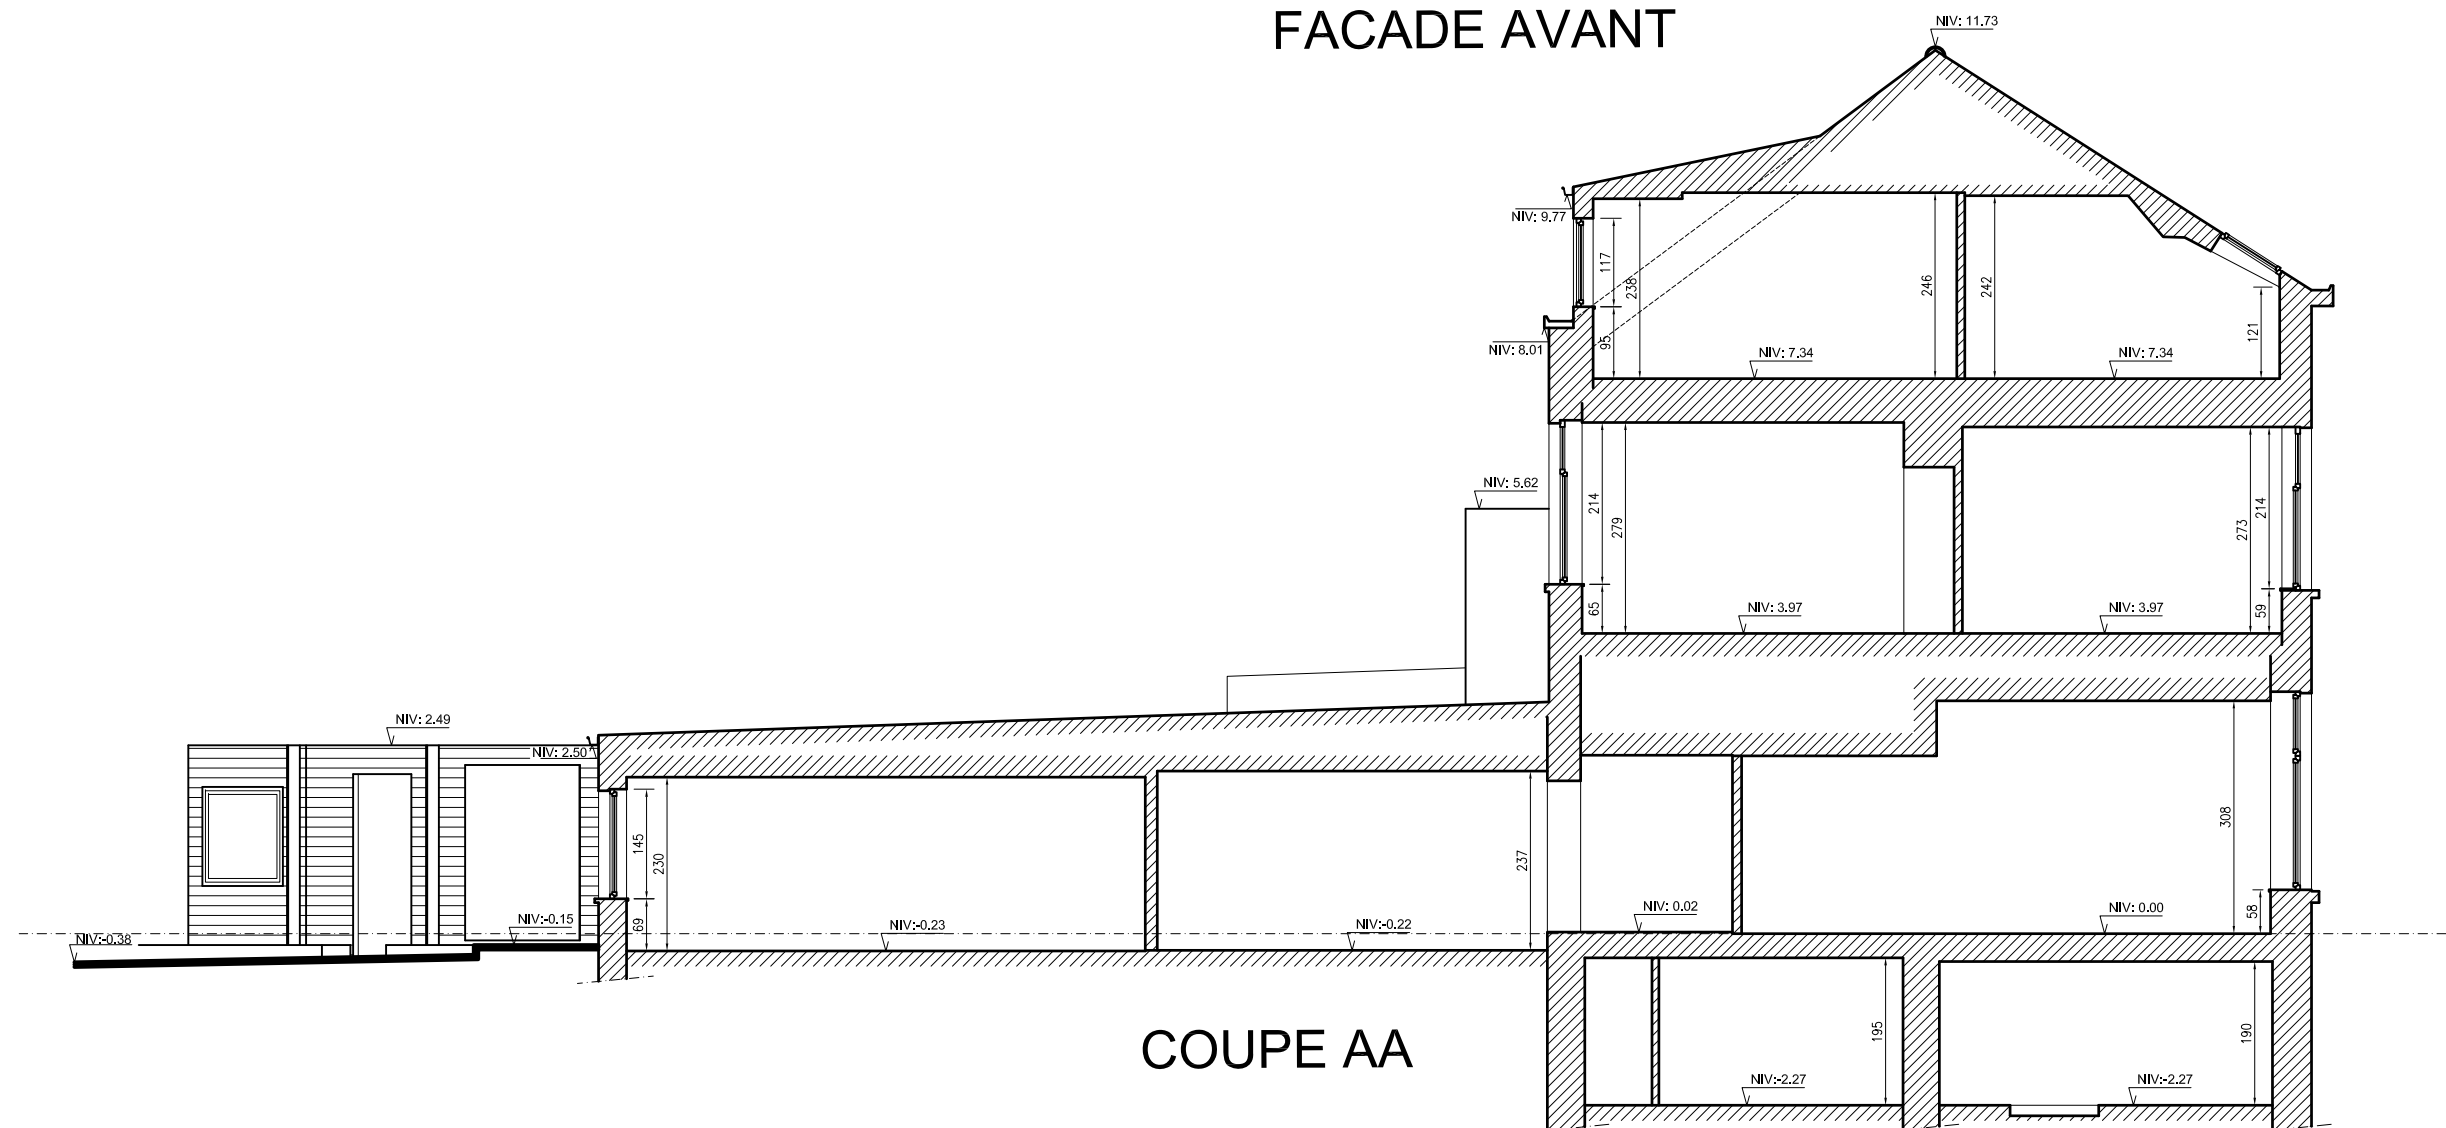 FACADE AVANT
NIV: 11.73
NIV: 9.77
117
238
246
242
NIV: 8.01
95
NIV: 7.34
NIV: 7.34
121
NIV: 5.62
214
279
273
214
65
NIV: 3.97
NIV: 3.97
59
NIV: 2.49
NIV: 2.50
145
230
237
308
69
NIV:-0.15
NIV:-0.23
NIV:-0.22
NIV: 0.02
NIV: 0.00
58
NIV:-0.38
COUPE AA
195
190
NIV:-2.27
NIV:-2.27